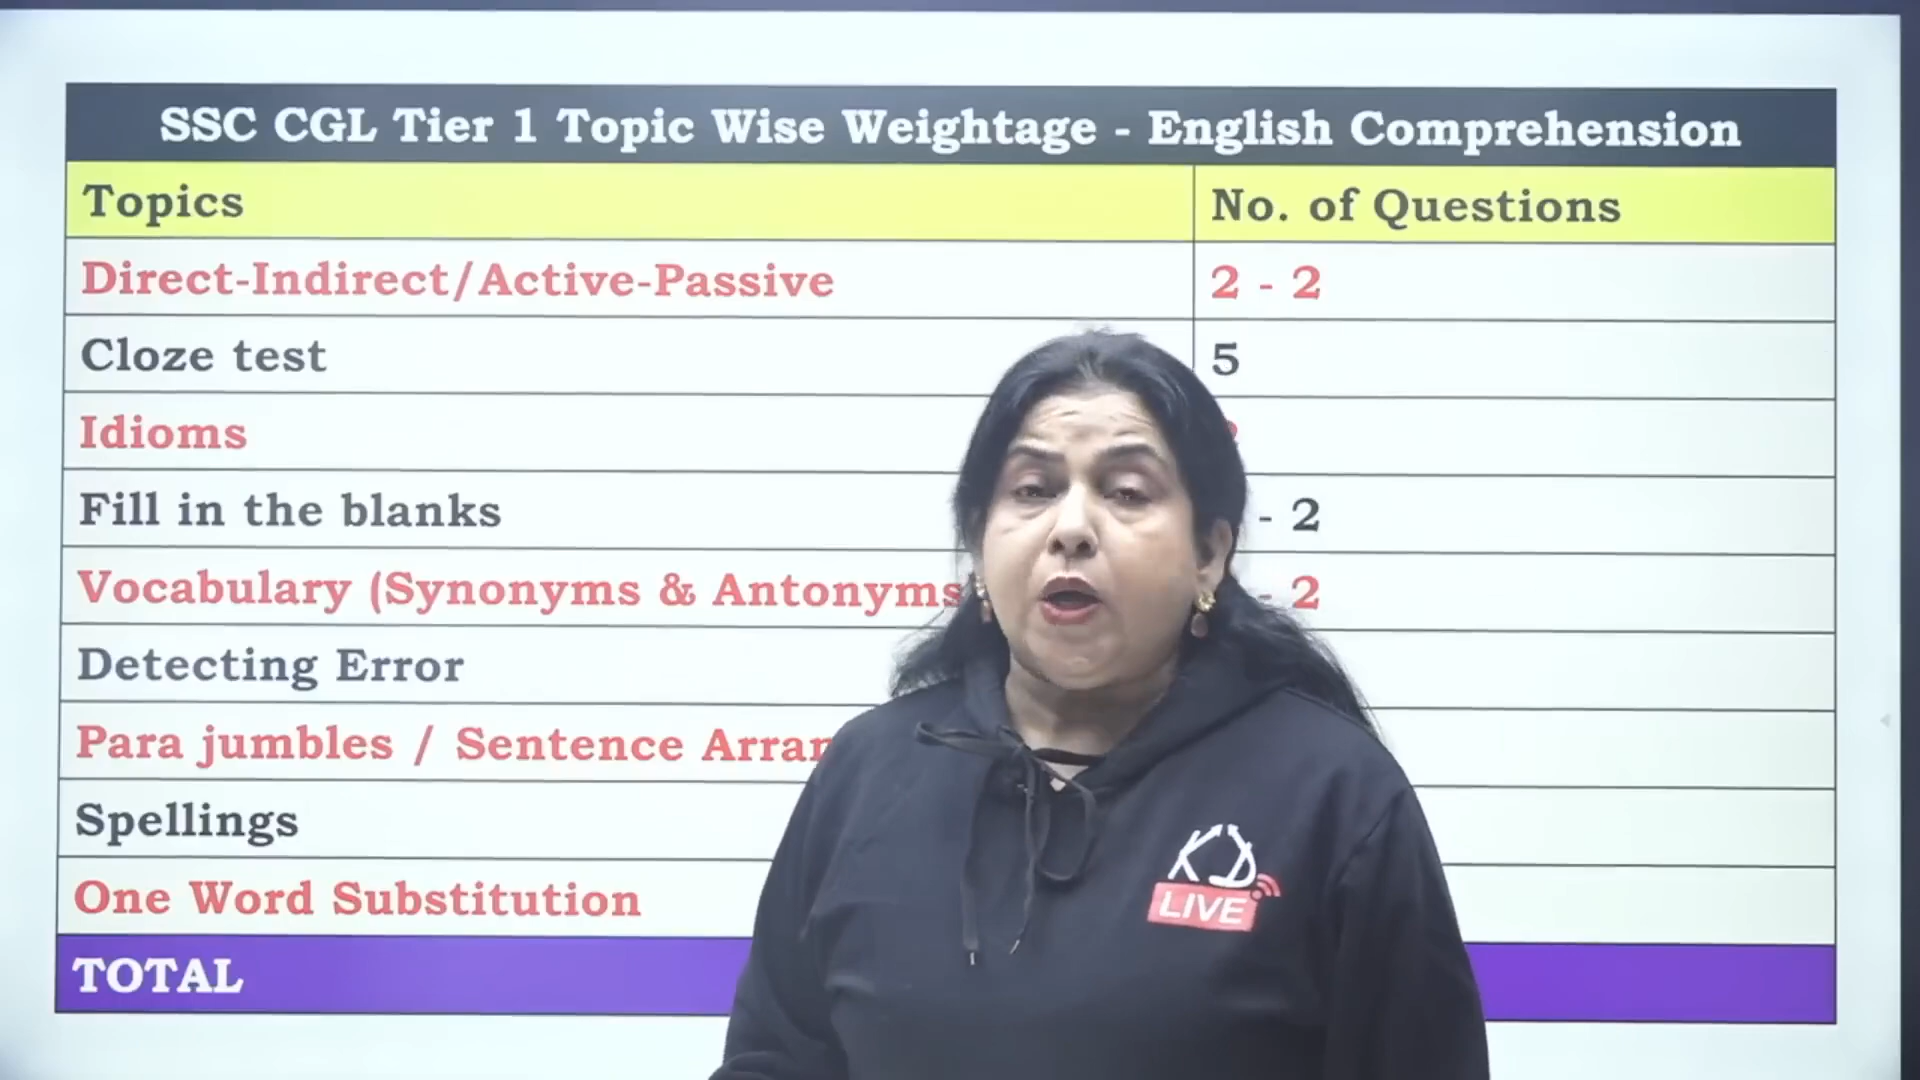 SSC CGL Tier 1 Topic Wise Weightage - English Comprehension
Topics No. of Questions
Direct-Indirect/Active-Passive 2 - 2
Cloze test 5
Idioms
Fill in the blanks - 2
Vocabulary (Synonyms & Antonyms - 2
Detecting Error
Para jumbles / Sentence
Spellings
One Word Substitution
TOTAL
KD
LIVE